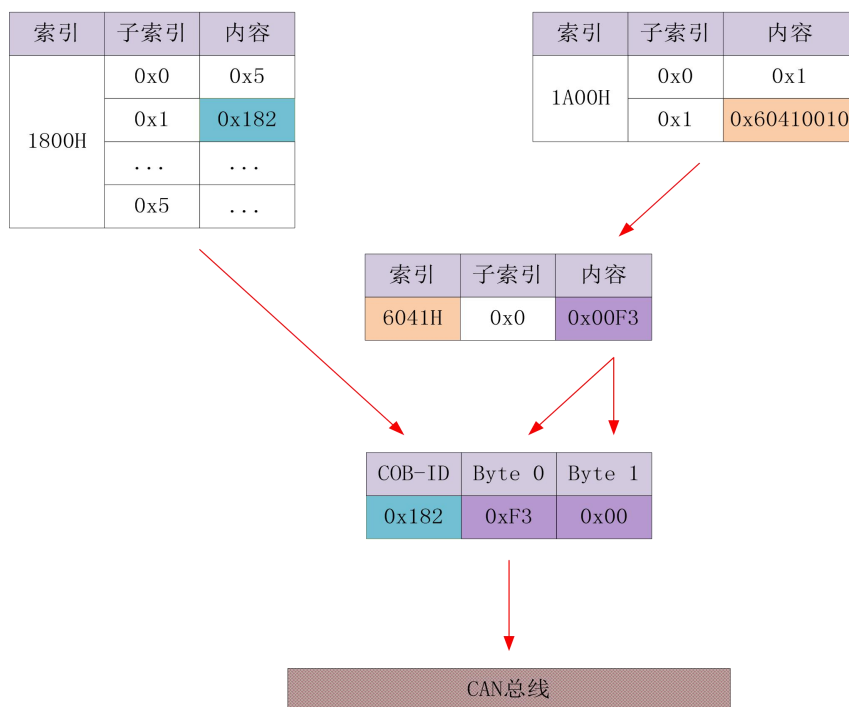 索引 子索引 内容
1800H
0x0 0x5
0x1 0x182
... ...
0x5 ...
索引 子索引 内容
1A00H
0x0 0x1
0x1 0x60410010
索引 子索引 内容
6041H 0x0 0x00F3
COB-ID Byte 0 Byte 1
0x182 0xF3 0x00
CAN总线